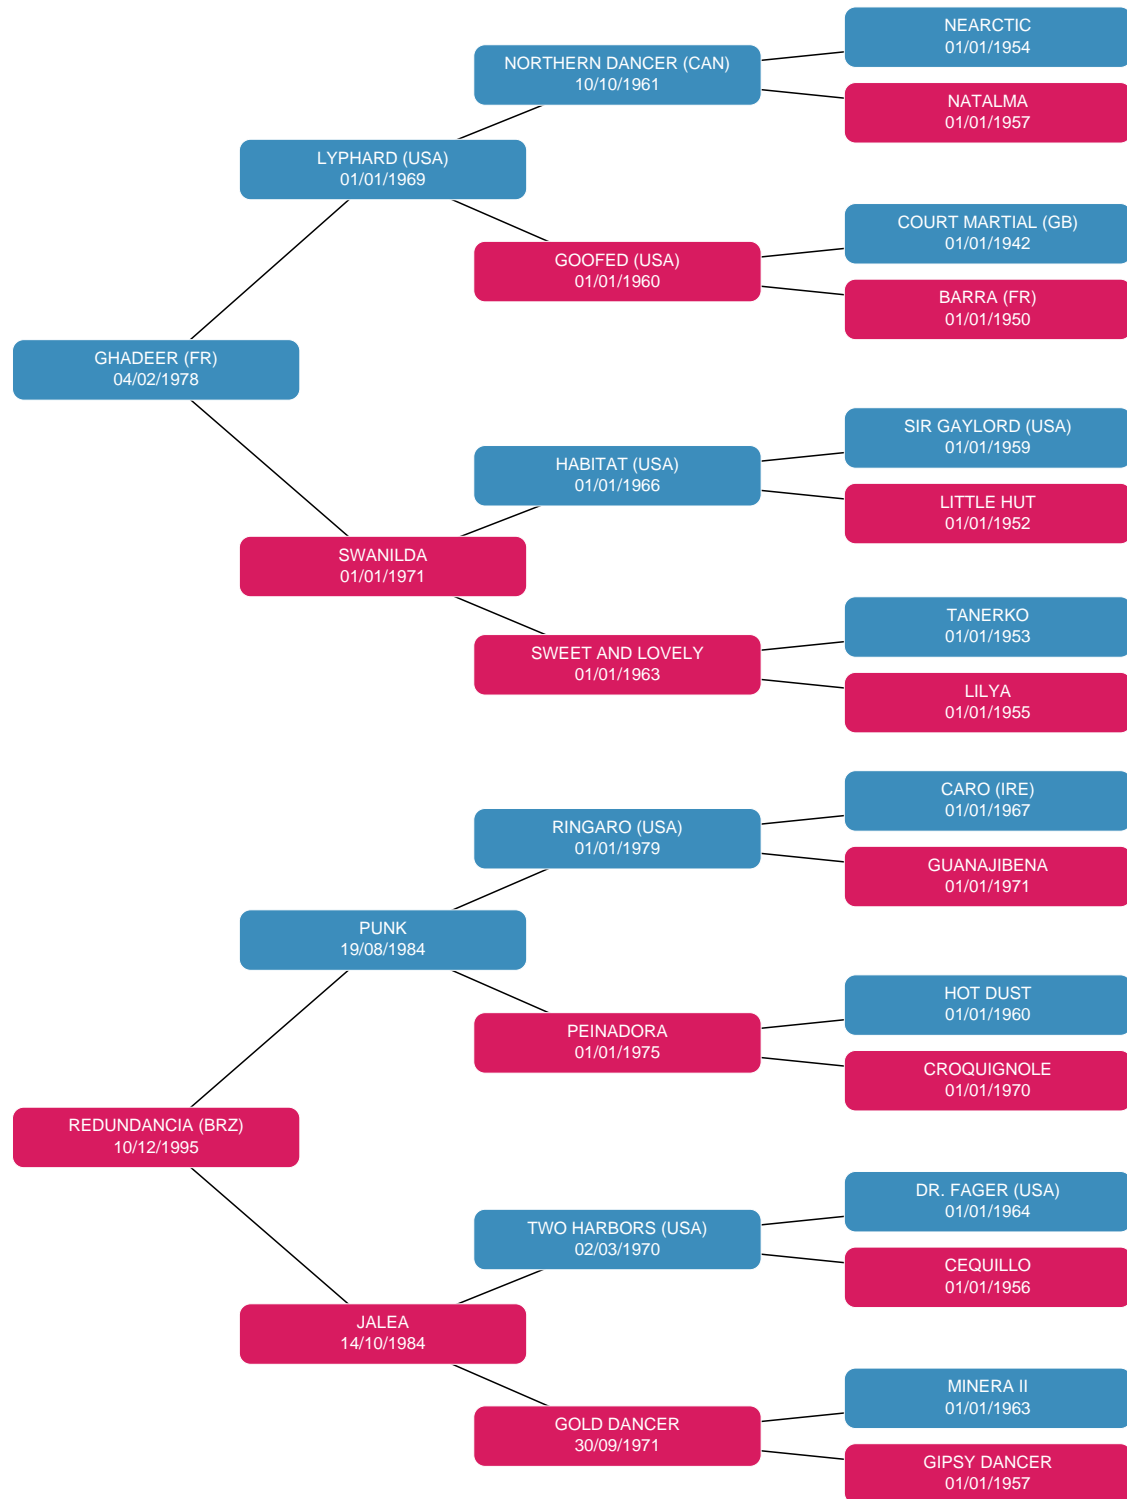 NEARCTIC
01/01/1954
NORTHERN DANCER (CAN)
10/10/1961
NATALMA
01/01/1957
LYPHARD (USA)
01/01/1969
COURT MARTIAL (GB)
01/01/1942
GOOFED (USA)
01/01/1960
BARRA (FR)
01/01/1950
GHADEER (FR)
04/02/1978
SIR GAYLORD (USA)
01/01/1959
HABITAT (USA)
01/01/1966
LITTLE HUT
01/01/1952
SWANILDA
01/01/1971
TANERKO
01/01/1953
SWEET AND LOVELY
01/01/1963
LILYA
01/01/1955
CARO (IRE)
01/01/1967
RINGARO (USA)
01/01/1979
GUANAJIBENA
01/01/1971
PUNK
19/08/1984
HOT DUST
01/01/1960
PEINADORA
01/01/1975
CROQUIGNOLE
01/01/1970
REDUNDANCIA (BRZ)
10/12/1995
DR. FAGER (USA)
01/01/1964
TWO HARBORS (USA)
02/03/1970
CEQUILLO
01/01/1956
JALEA
14/10/1984
MINERA II
01/01/1963
GOLD DANCER
30/09/1971
GIPSY DANCER
01/01/1957